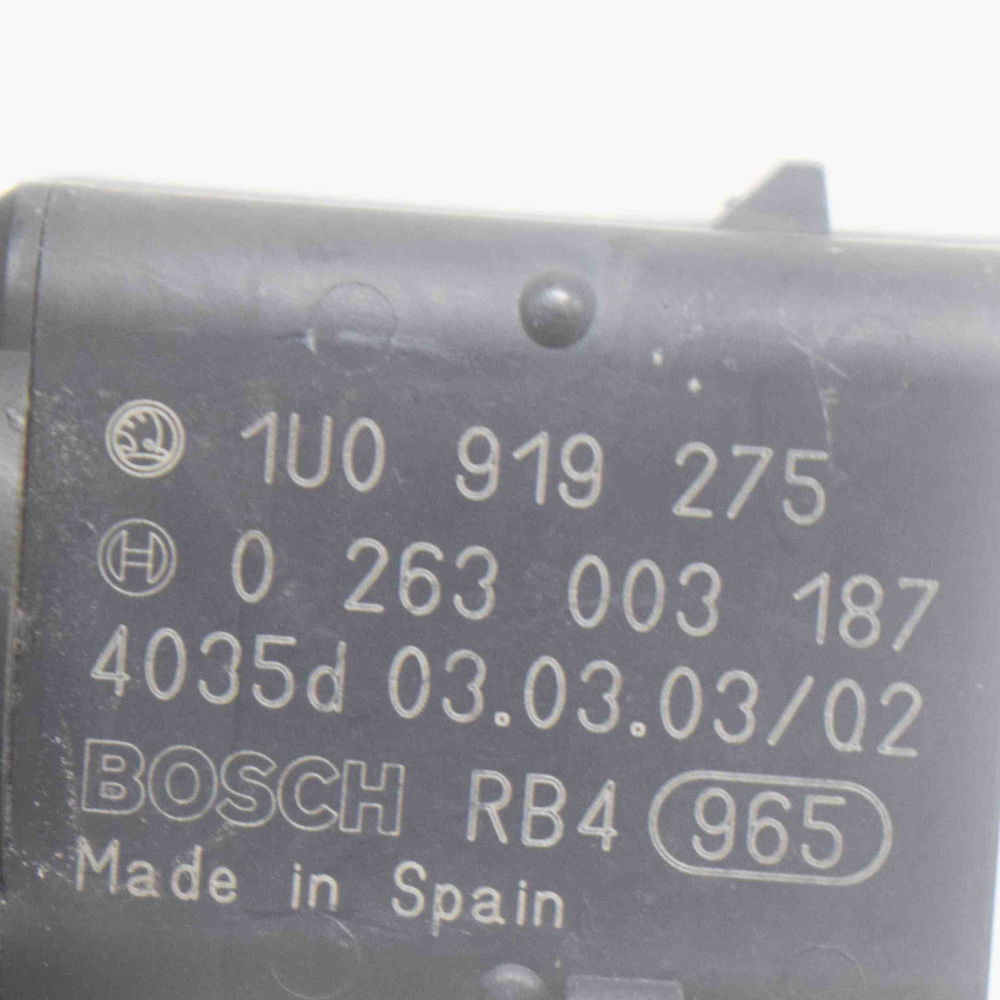 1U0 919 275
0 263 003 187
4035d 03.03.03/02
BOSCH RB4 965
Made in Spain